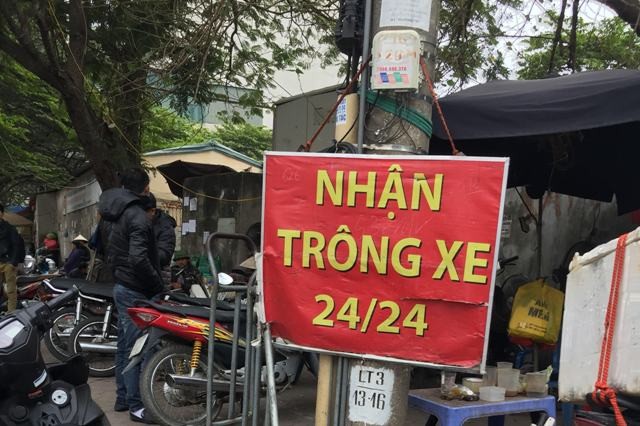 NHẬN
TRÔNG XE
24/24
LT3
13-16